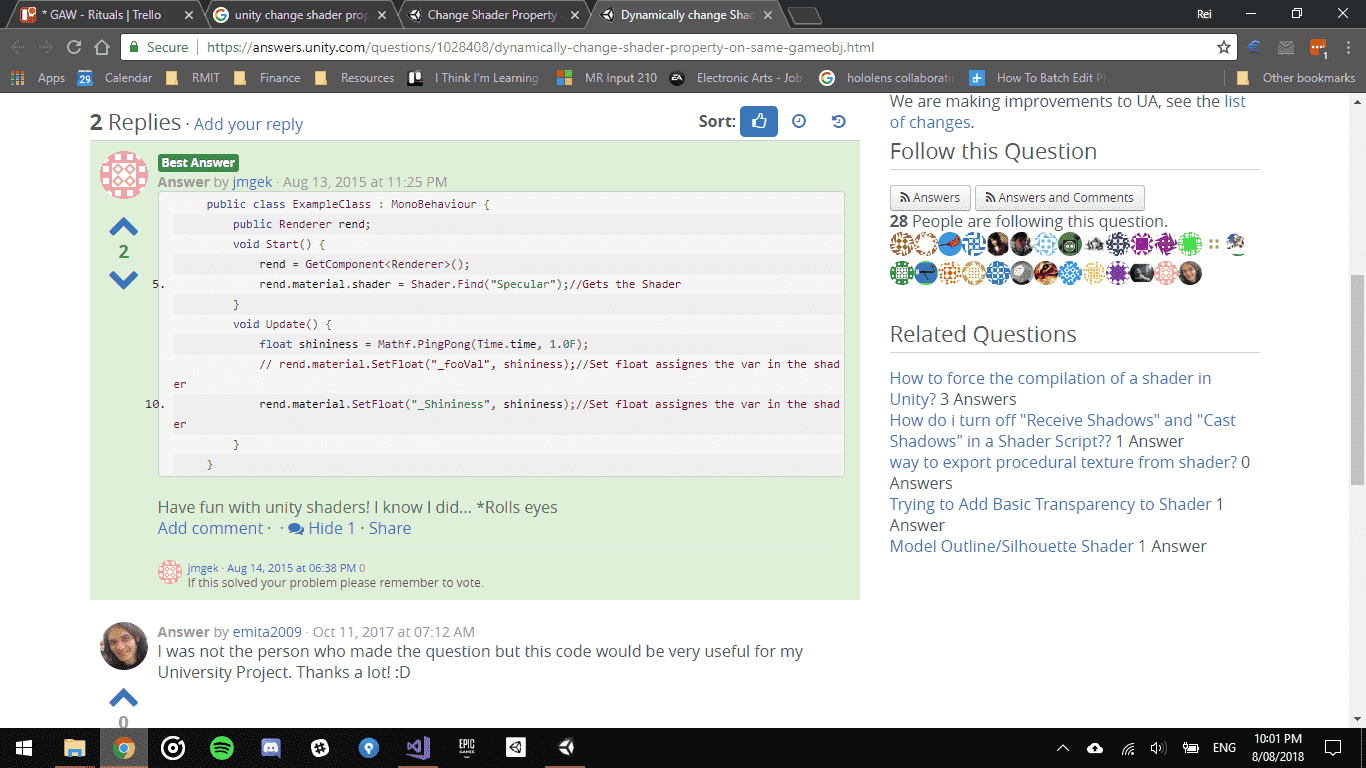 * GAW - Rituals | Trello
unity change shader prop
Change Shader Property
Dynamically change Shad
Rei
Secure
https://answers.unity.com/questions/1028408/dynamically-change-shader-property-on-same-gameobj.html
Apps
29
Calendar
RMIT
Finance
Resources
I Think I'm Learning
MR Input 210
EA
Electronic Arts - Job
hololens collaborati
How To Batch Edit P
Other bookmarks
1
2 Replies · Add your reply
Sort:
Best Answer
Answer by jmgek · Aug 13, 2015 at 11:25 PM
2
public class ExampleClass : MonoBehaviour {
public Renderer rend;
void Start() {
rend = GetComponent<Renderer>();
5. rend.material.shader = Shader.Find("Specular");//Gets the Shader
}
void Update() {
float shininess = Mathf.PingPong(Time.time, 1.0F);
// rend.material.SetFloat("_fooVal", shininess);//Set float assignes the var in the shad
er
10. rend.material.SetFloat("_Shininess", shininess);//Set float assignes the var in the shad
er
}
}
Have fun with unity shaders! I know I did... *Rolls eyes
Add comment · · Hide 1 · Share
jmgek · Aug 14, 2015 at 06:38 PM 0
If this solved your problem please remember to vote.
Answer by emita2009 · Oct 11, 2017 at 07:12 AM
I was not the person who made the question but this code would be very useful for my
University Project. Thanks a lot! :D
0
We are making improvements to UA, see the list
of changes.
Follow this Question
Answers
Answers and Comments
28 People are following this question.
Related Questions
How to force the compilation of a shader in
Unity? 3 Answers
How do i turn off "Receive Shadows" and "Cast
Shadows" in a Shader Script?? 1 Answer
way to export procedural texture from shader? 0
Answers
Trying to Add Basic Transparency to Shader 1
Answer
Model Outline/Silhouette Shader 1 Answer
EPIC
GAMES
ENG
10:01 PM
8/08/2018